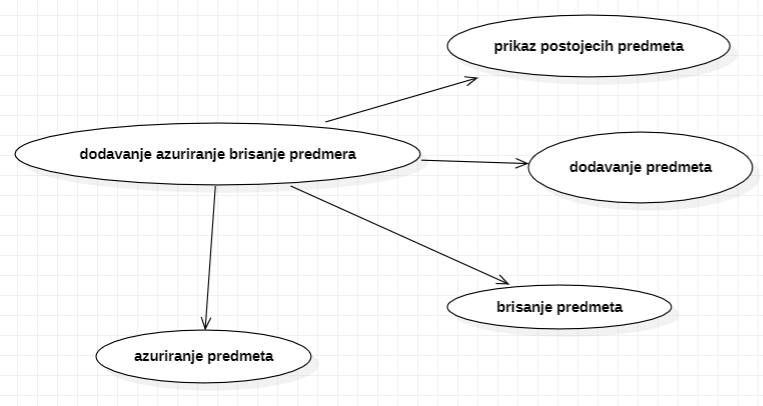 prikaz postojecih predmeta
dodavanje azuriranje brisanje predmera
dodavanje predmeta
brisanje predmeta
azuriranje predmeta